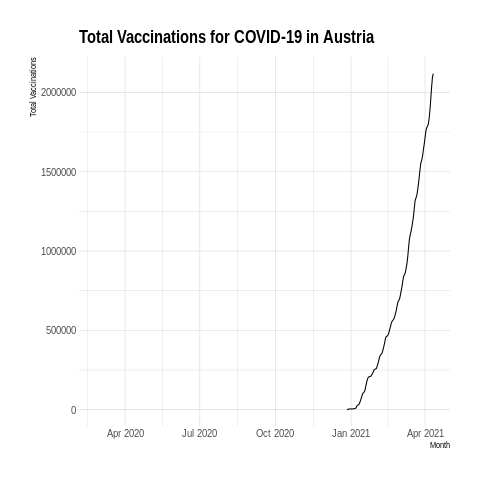 Total Vaccinations for COVID-19 in Austria
Total Vaccinations
2000000
1500000
1000000
500000
0
Apr 2020 Jul 2020 Oct 2020 Jan 2021 Apr 2021
Month